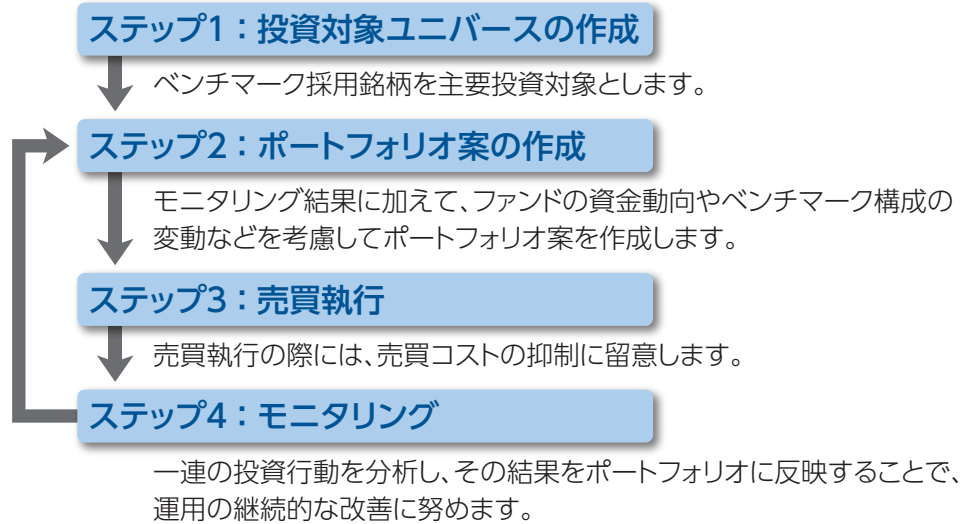 ステップ1：投資対象ユニバースの作成
ベンチマーク採用銘柄を主要投資対象とします。
ステップ2：ポートフォリオ案の作成
モニタリング結果に加えて、ファンドの資金動向やベンチマーク構成の
変動などを考慮してポートフォリオ案を作成します。
ステップ3：売買執行
売買執行の際には、売買コストの抑制に留意します。
ステップ4：モニタリング
一連の投資行動を分析し、その結果をポートフォリオに反映することで、
運用の継続的な改善に努めます。